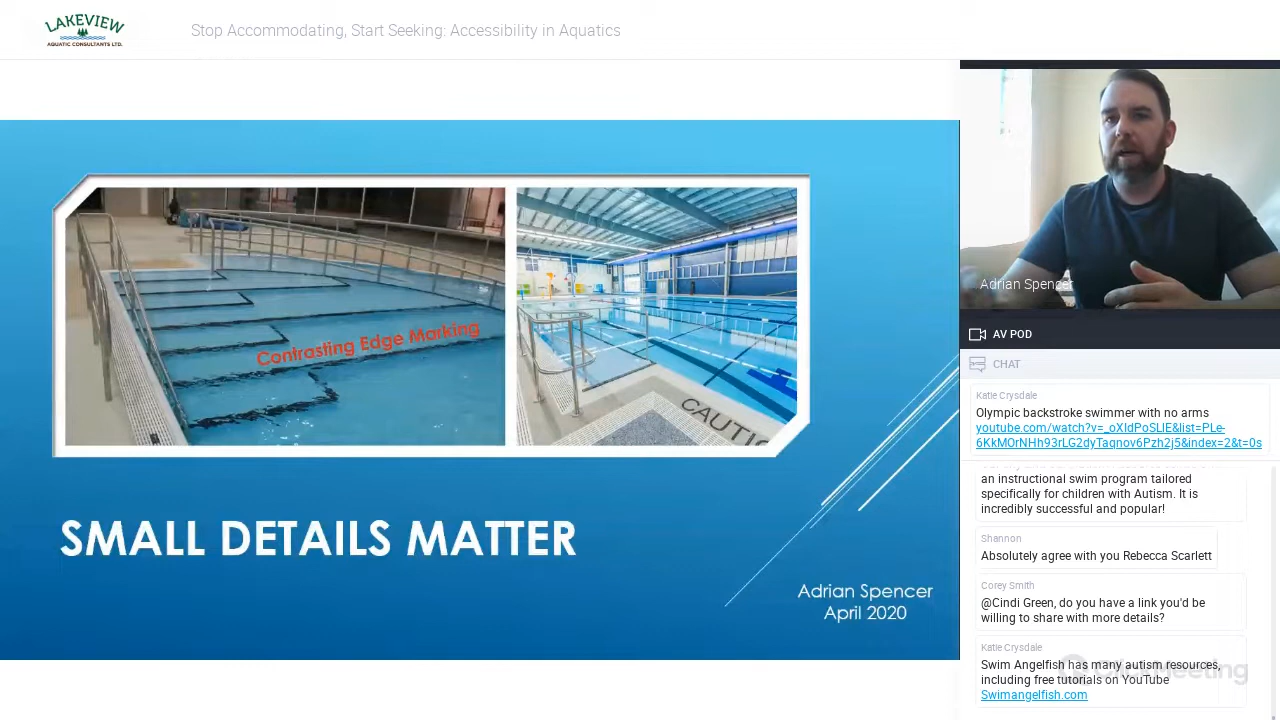 LAKEVIEW
AQUATIC CONSULTANTS LTD.
Stop Accommodating, Start Seeking: Accessibility in Aquatics
Contrasting Edge Marking
CAUTIO
SMALL DETAILS MATTER
Adrian Spencer
April 2020
Adrian Spencer
AV POD
CHAT
Katie Crysdale
Olympic backstroke swimmer with no arms
youtube.com/watch?v=_oXIdPoSLlE&list=PLe-
6KkMOrNHh93rLG2dyTaqnov6Pzh2j5&index=2&t=0s
an instructional swim program tailored
specifically for children with Autism. It is
incredibly successful and popular!
Shannon
Absolutely agree with you Rebecca Scarlett
Corey Smith
@Cindi Green, do you have a link you'd be
willing to share with more details?
Katie Crysdale
Swim Angelfish has many autism resources,
including free tutorials on YouTube
Swimangelfish.com
ClickMeeting